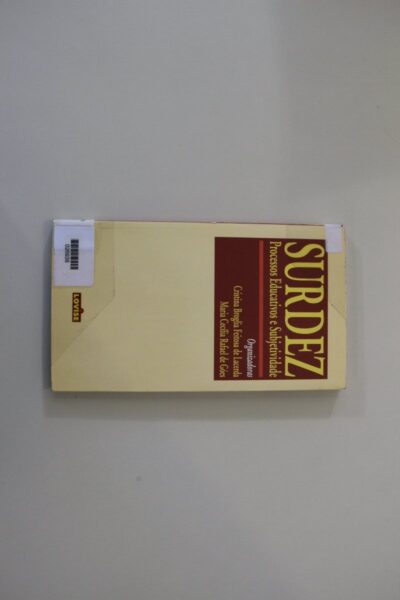 SURDEZ
Processos Educativos e Subjetividade
Organizadoras
Cristina Broglia Feitosa de Lacerda
Maria Cecília Rafael de Góes
LOVISE